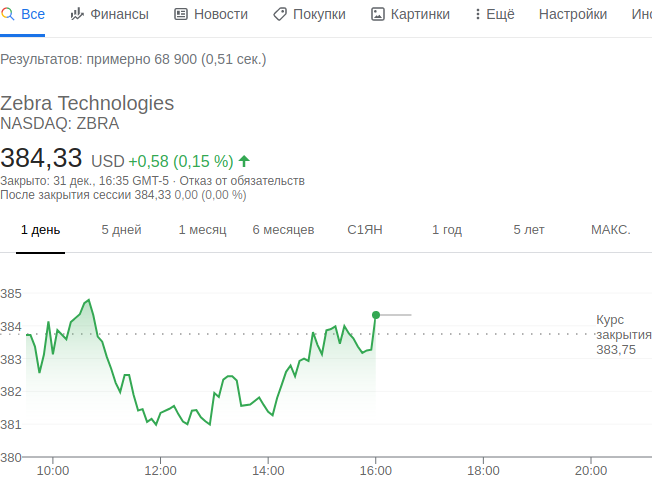 Все Финансы Новости Покупки Картинки Ещё Настройки
Результатов: примерно 68 900 (0,51 сек.)
Zebra Technologies
NASDAQ: ZBRA
384,33 USD +0,58 (0,15 %)
Закрыто: 31 дек., 16:35 GMT-5 · Отказ от обязательств
После закрытия сессии 384,33 0,00 (0,00 %)
1 день 5 дней 1 месяц 6 месяцев С1ЯН 1 год 5 лет МАКС.
385
384
383
382
381
380
Курс
закрытия
383,75
10:00 12:00 14:00 16:00 18:00 20:00